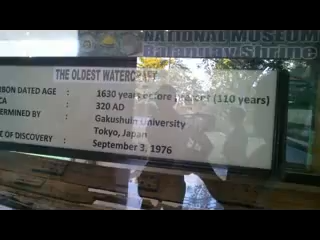 NATIONAL MUSEUM
Balangay Shrine
THE OLDEST WATERCRAFT
RBON DATED AGE : 1630 years before present (110 years)
CA : 320 AD
ERMINED BY : Gakushuin University
Tokyo, Japan
E OF DISCOVERY : September 3, 1976